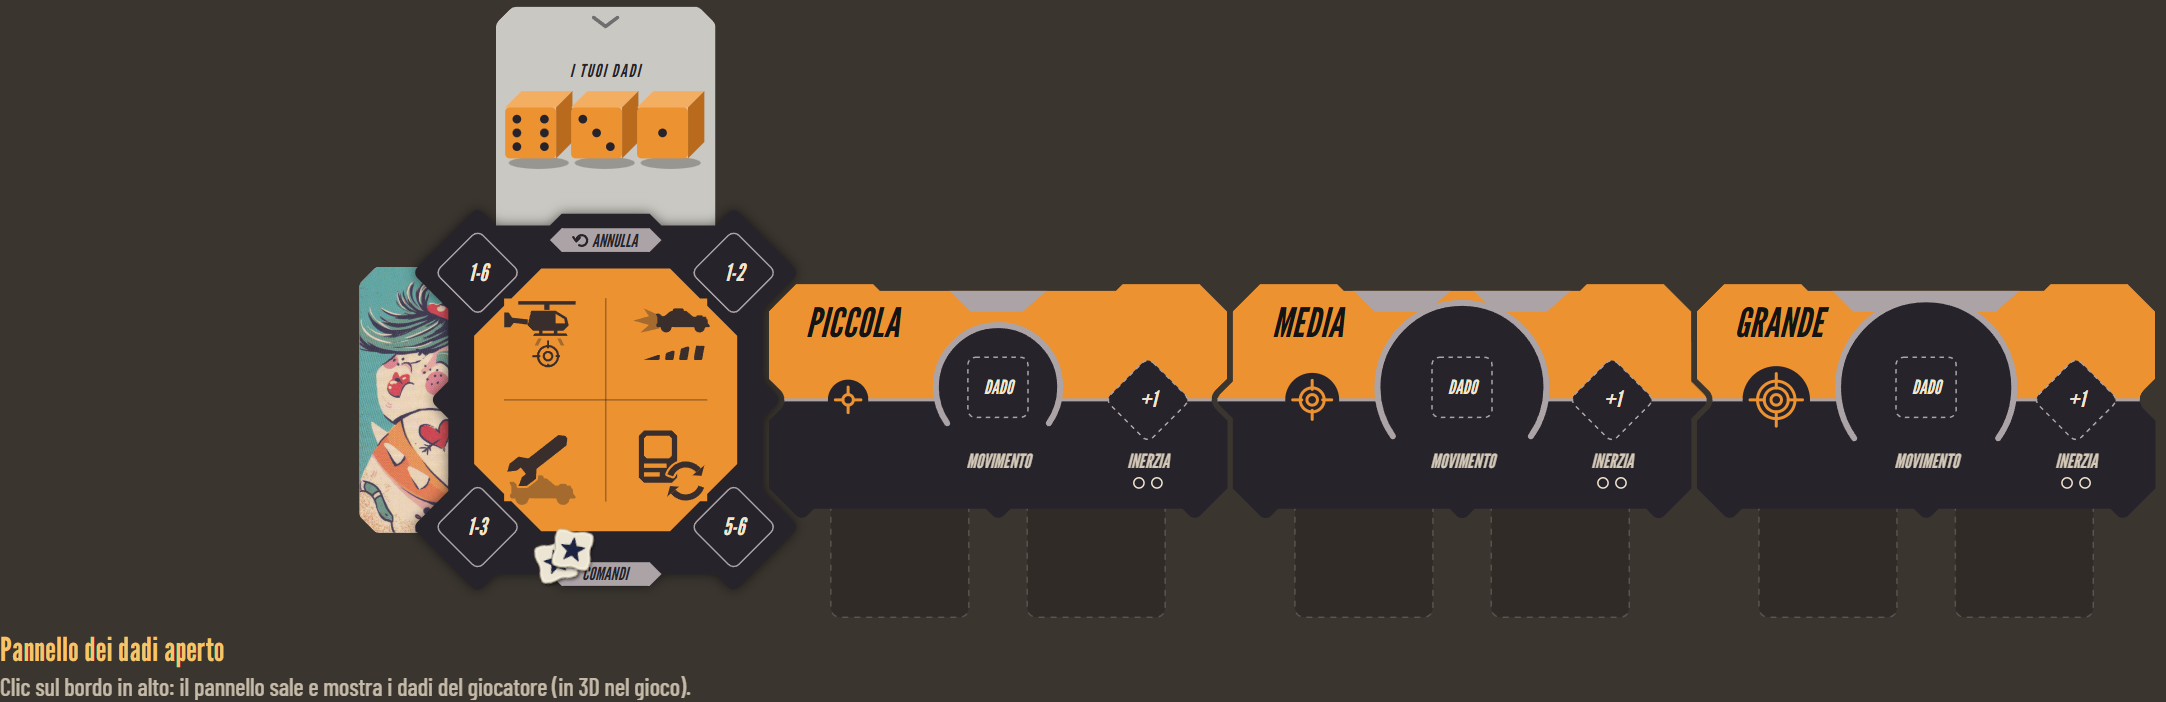 I TUOI DADI
ANNULLA
1-6
1-2
1-3
5-6
COMANDI
PICCOLA
DADO
+1
MOVIMENTO
INERZIA
MEDIA
DADO
+1
MOVIMENTO
INERZIA
GRANDE
DADO
+1
MOVIMENTO
INERZIA
Pannello dei dadi aperto
Clic sul bordo in alto: il pannello sale e mostra i dadi del giocatore (in 3D nel gioco).